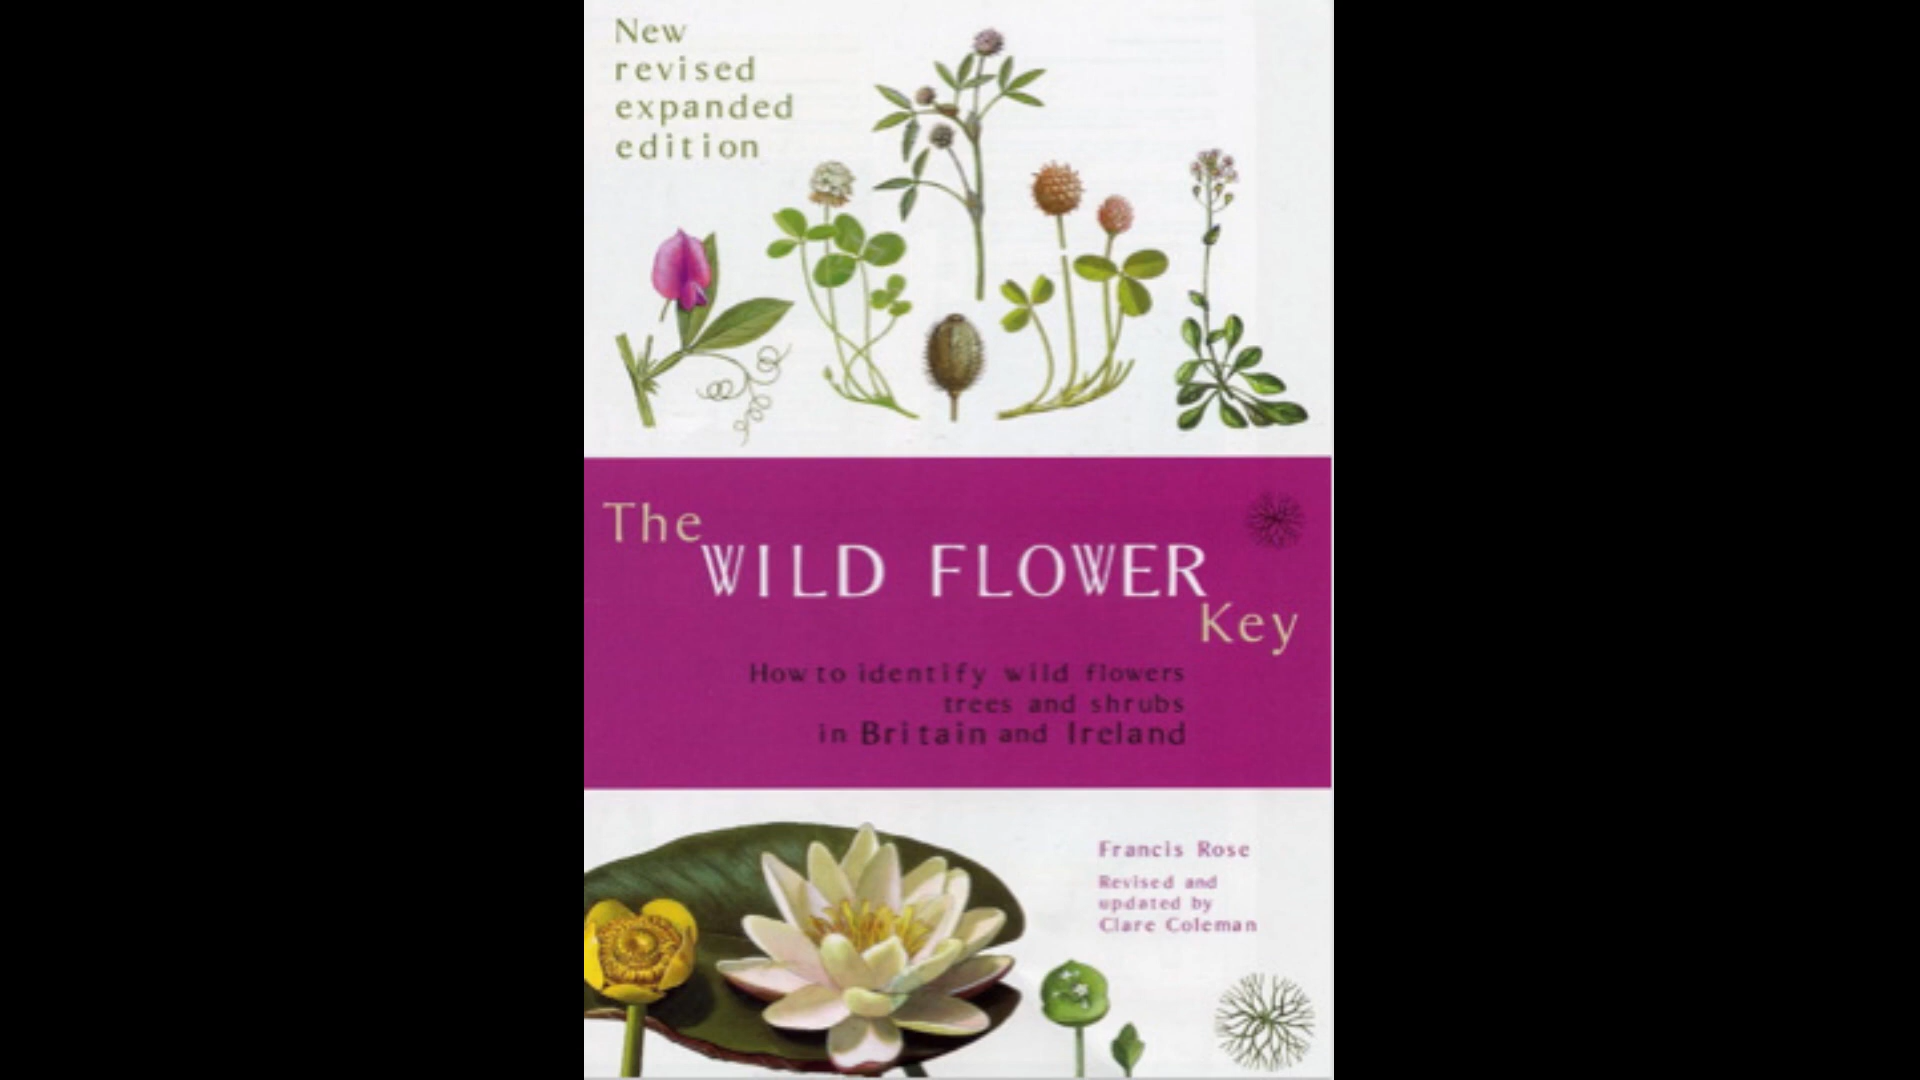 New
revised
expanded
edition
The
WILD FLOWER
Key
How to identify wild flowers
trees and shrubs
in Britain and Ireland
Francis Rose
Revised and
updated by
Clare Coleman